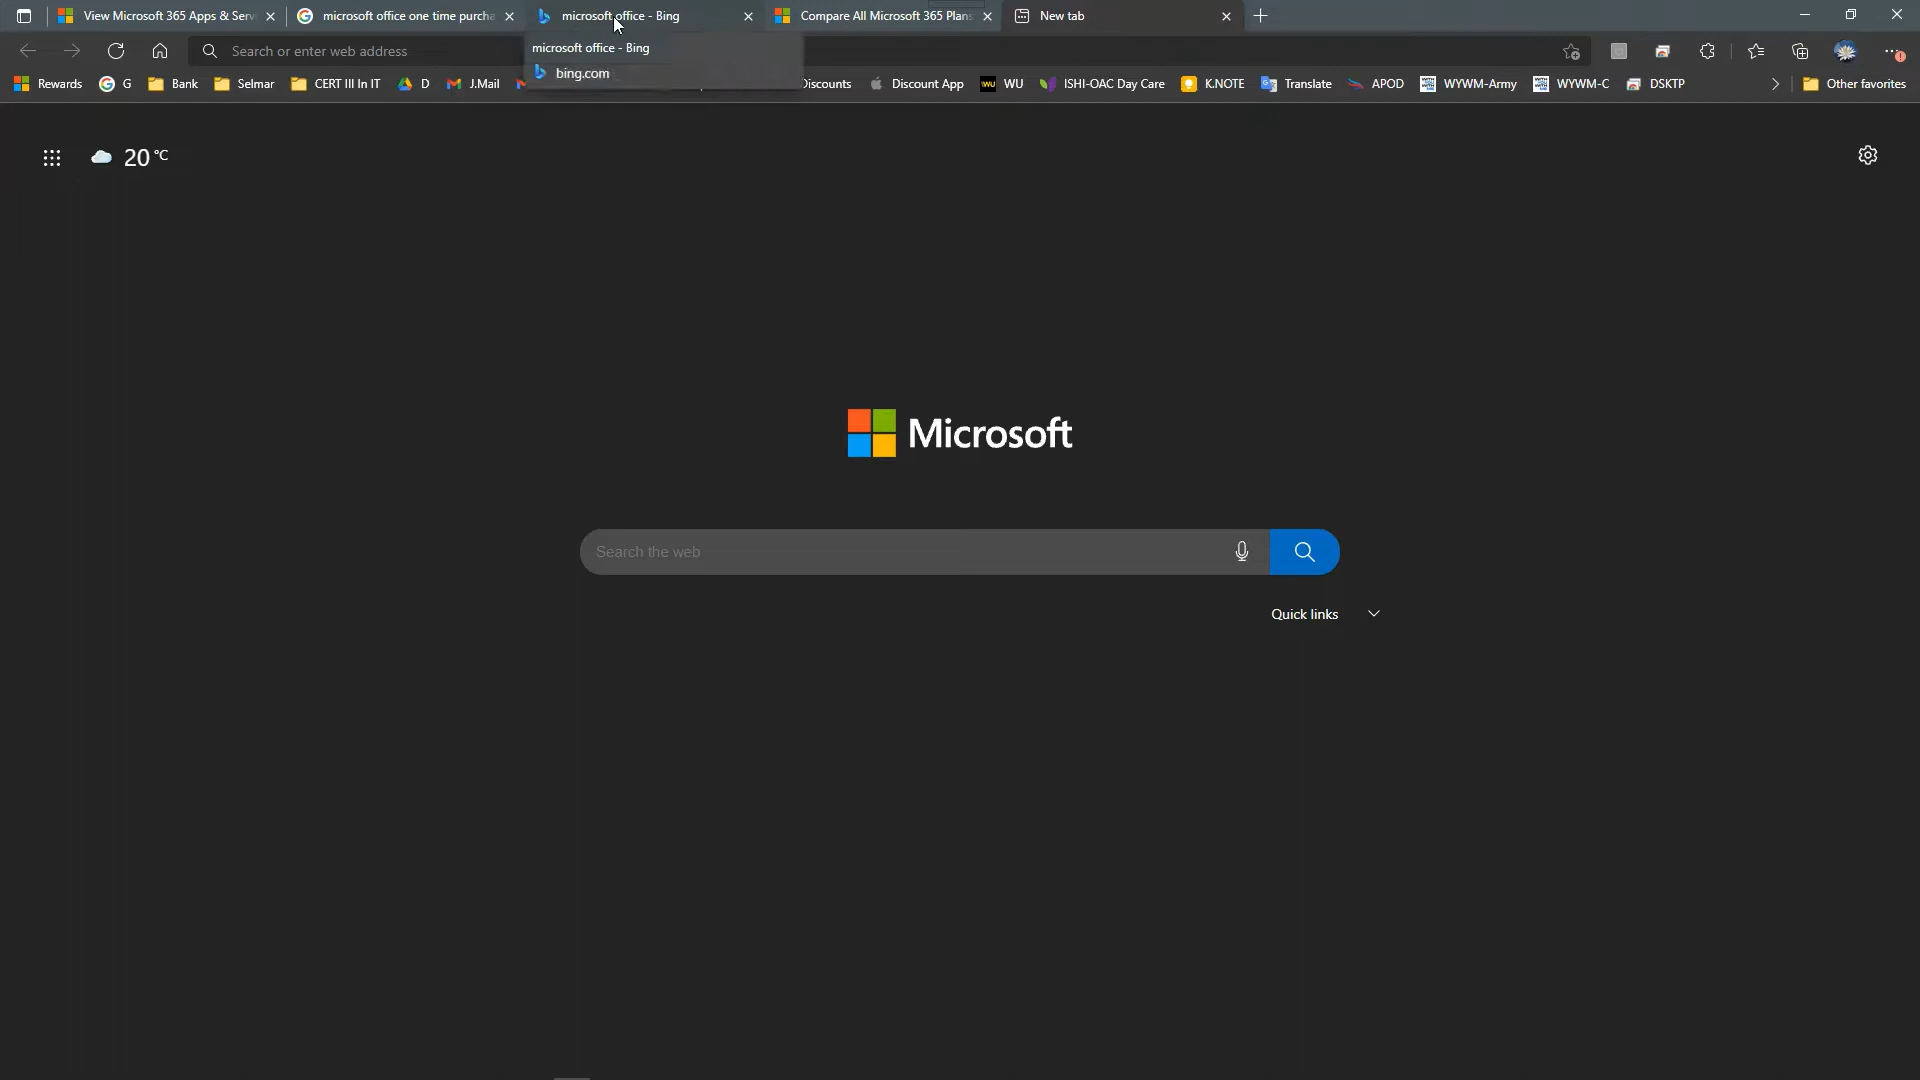 View Microsoft 365 Apps & Serv
microsoft office one time purcha
microsoft office - Bing
Compare All Microsoft 365 Plans
New tab
Search or enter web address
microsoft office - Bing
bing.com
Rewards
G
Bank
Selmar
CERT III In IT
D
J.Mail
Discounts
Discount App
WU
ISHI-OAC Day Care
K.NOTE
Translate
APOD
WYWM-Army
WYWM-C
DSKTP
Other favorites
20 °C
Microsoft
Search the web
Quick links